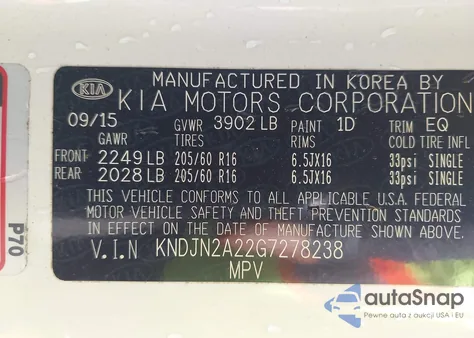 MANUFACTURED IN KOREA BY
KIA KIA MOTORS CORPORATION
09/15 GVWR 3902 LB PAINT 1D TRIM EQ
GAWR TIRES RIMS COLD TIRE INFL
FRONT 2249 LB 205/60 R16 6.5JX16 33psi SINGLE
REAR 2028 LB 205/60 R16 6.5JX16 33psi SINGLE
THIS VEHICLE CONFORMS TO ALL APPLICABLE U.S.A. FEDERAL
MOTOR VEHICLE SAFETY AND THEFT PREVENTION STANDARDS
IN EFFECT ON THE DATE OF MANUFACTURE SHOWN ABOVE.
V.I.N KNDJN2A22G7278238
MPV
P70
autoSnap
Pewne auta z aukcji USA i EU